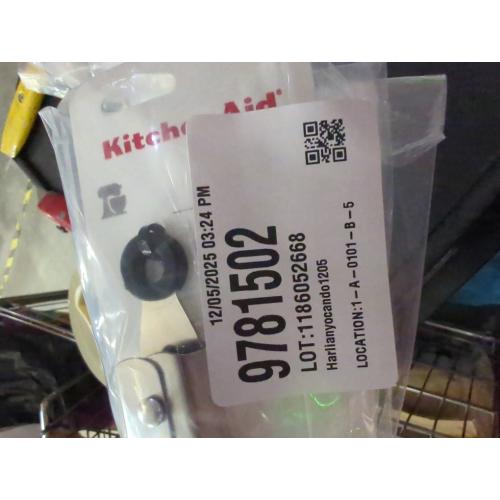 KitchenAid
12/05/2025 03:24 PM
9781502
LOT:1186052668
Harlianyocando1205
LOCATION:1-A-0101-B-5